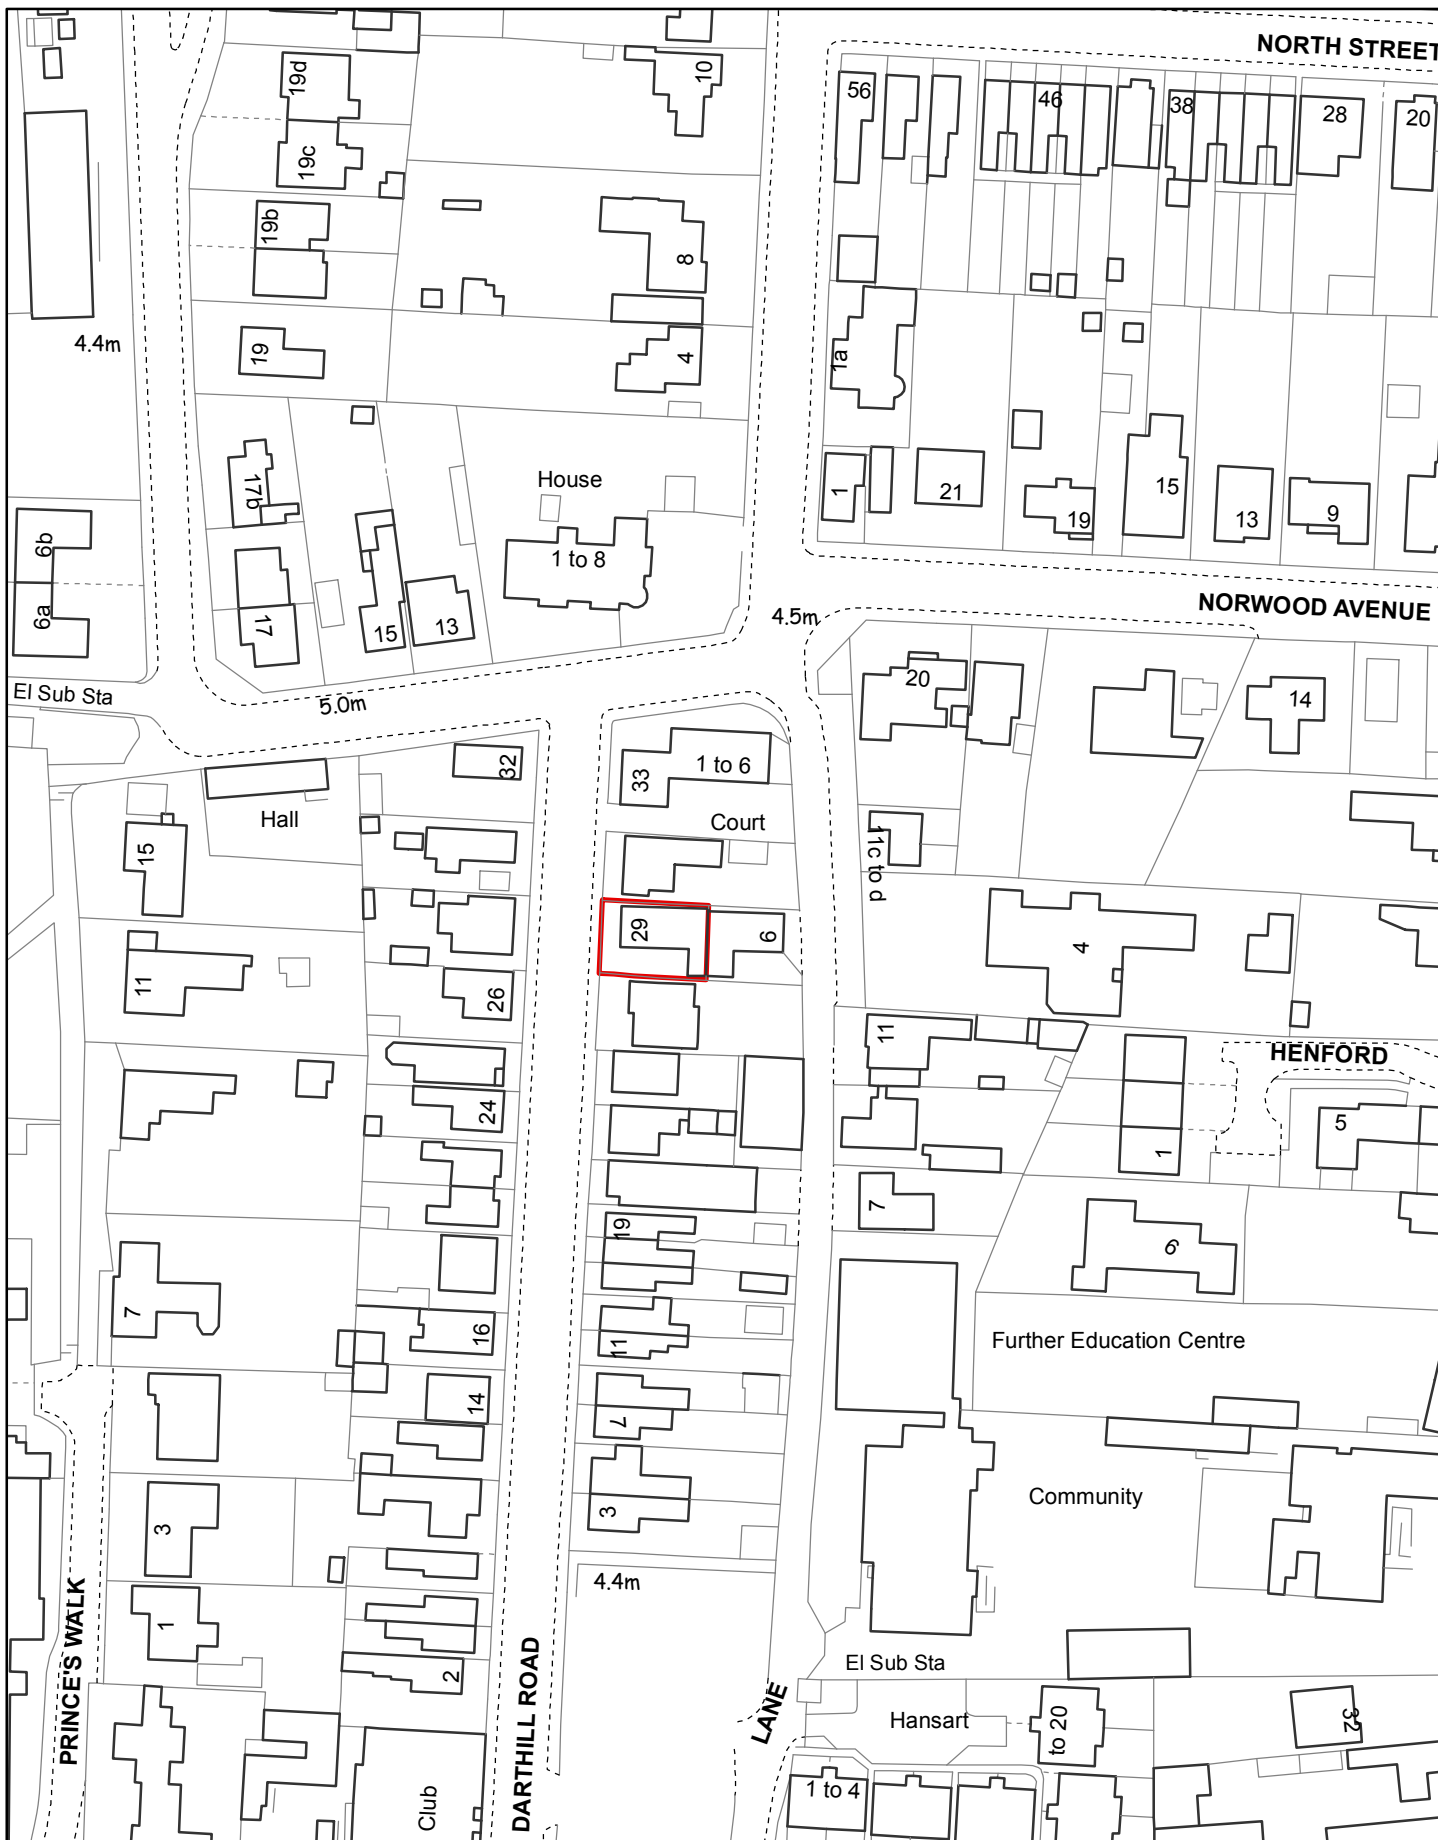 NORTH STREET
19d
10
56
46
38
28
20
19c
19b
8
4.4m
19
4
1a
House
17b
1
21
19
15
13
9
6b
1 to 8
6a
17
15
13
4.5m
NORWOOD AVENUE
El Sub Sta
5.0m
20
14
32
33
1 to 6
Hall
Court
15
11c to d
29
6
4
11
26
11
HENFORD
24
5
1
7
19
6
7
16
11
Further Education Centre
14
7
3
3
Community
4.4m
1
PRINCE'S WALK
DARTHILL ROAD
2
El Sub Sta
LANE
Hansart
to 20
32
Club
1 to 4